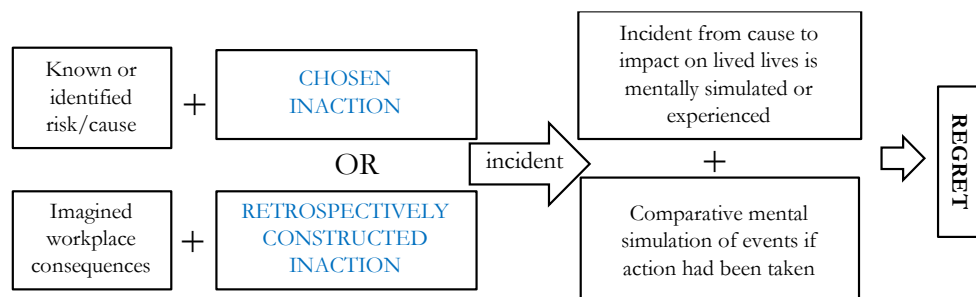 Known or
identified
risk/cause
+
CHOSEN
INACTION
OR
Imagined
workplace
consequences
+
RETROSPECTIVELY
CONSTRUCTED
INACTION
incident
Incident from cause to
impact on lived lives is
mentally simulated or
experienced
+
Comparative mental
simulation of events if
action had been taken
REGRET